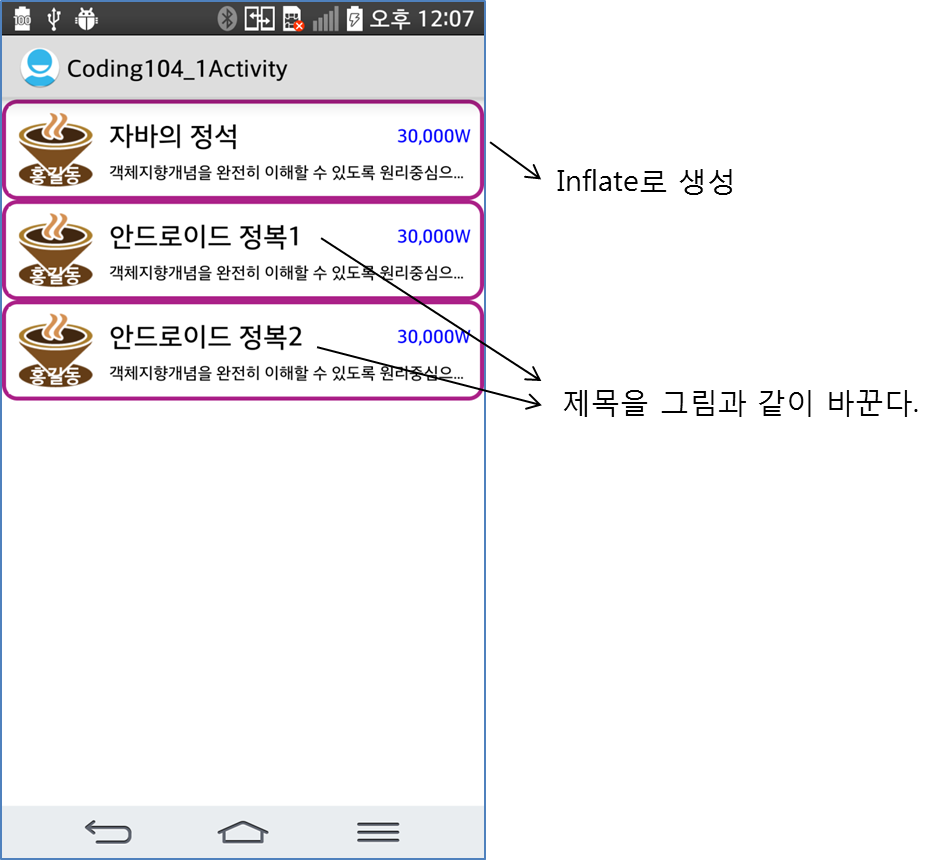 100 오후 12:07
Coding104_1Activity
자바의 정석 30,000W
홍길동 객체지향개념을 완전히 이해할 수 있도록 원리중심으...
Inflate로 생성
안드로이드 정복1 30,000W
홍길동 객체지향개념을 완전히 이해할 수 있도록 원리중심으...
안드로이드 정복2 30,000W
홍길동 객체지향개념을 완전히 이해할 수 있도록 원리중심으...
제목을 그림과 같이 바꾼다.